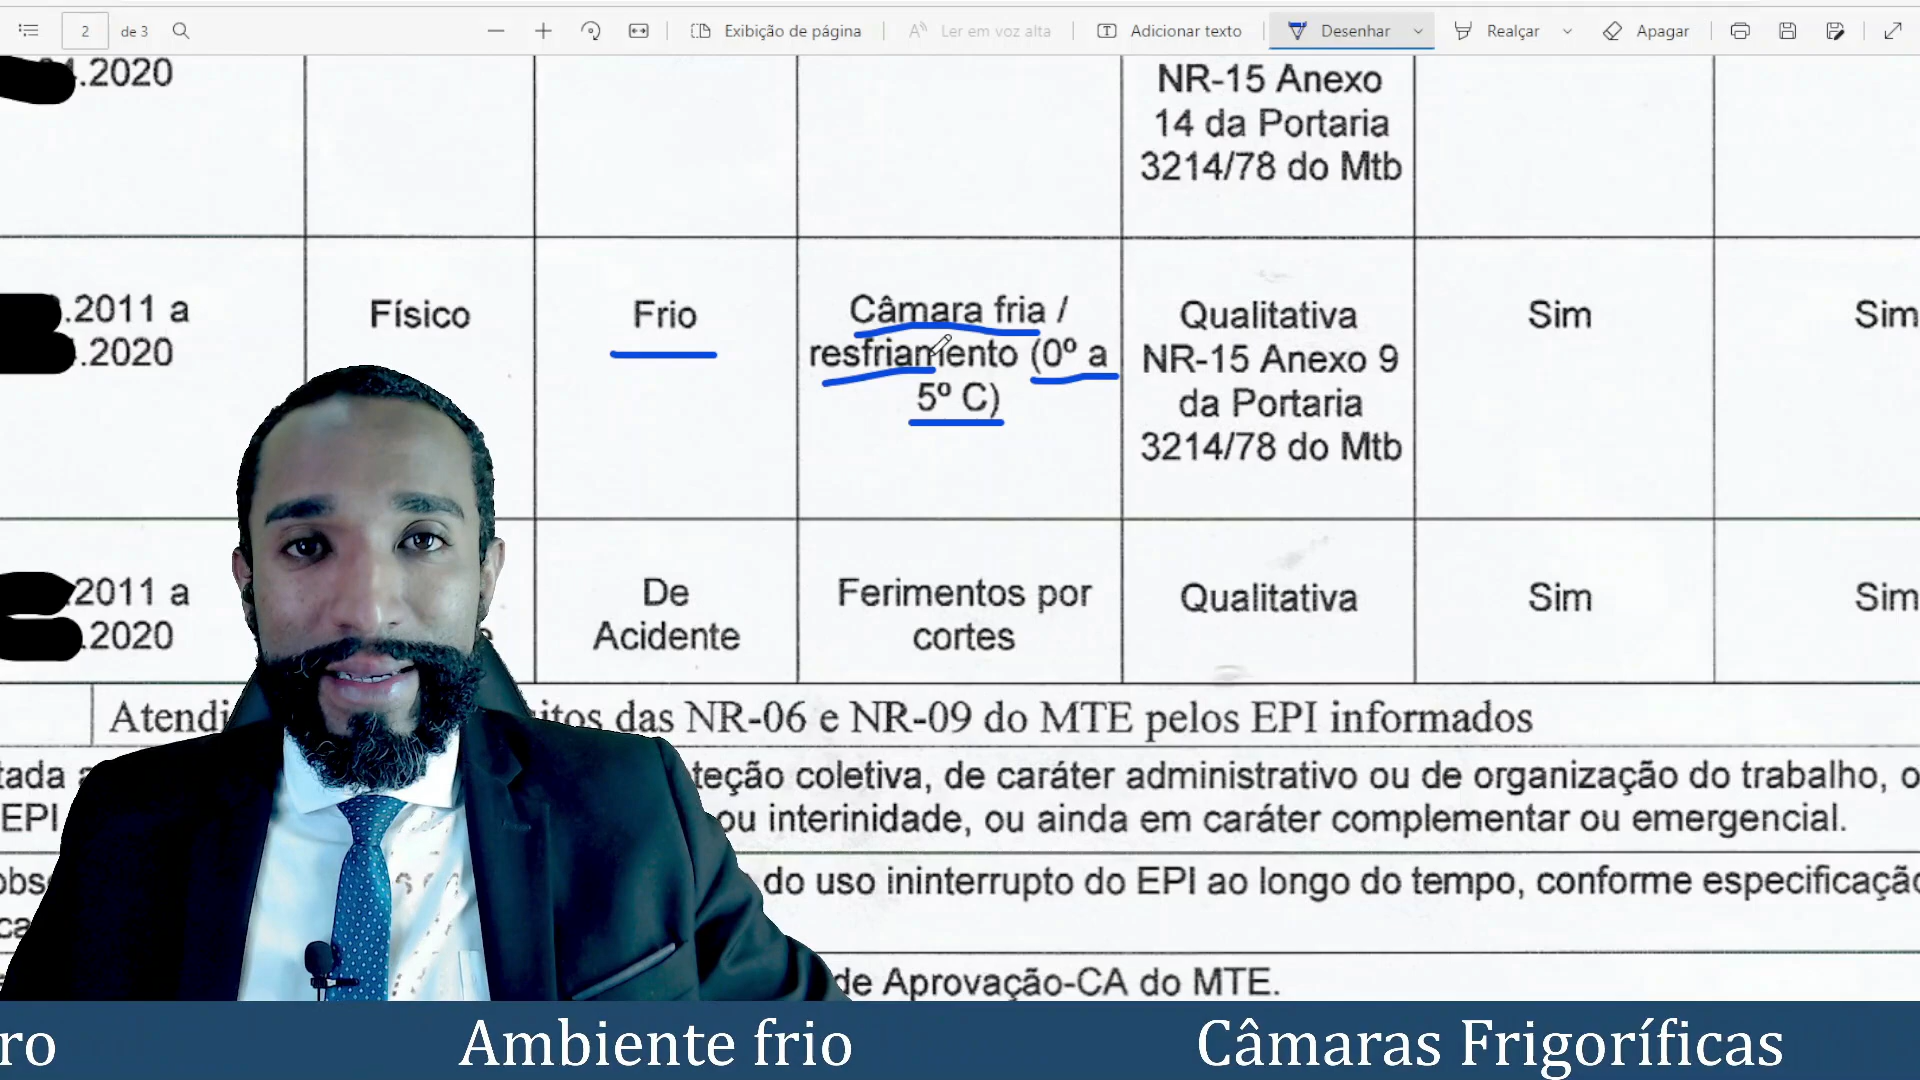 2 de 3 Exibição de página Ler em voz alta Adicionar texto Desenhar Realçar Apagar
.2020
NR-15 Anexo
14 da Portaria
3214/78 do Mtb
.2011 a
.2020
Físico
Frio
Câmara fria /
resfriamento (0º a
5º C)
Qualitativa
NR-15 Anexo 9
da Portaria
3214/78 do Mtb
Sim
Sim
.2011 a
.2020
De
Acidente
Ferimentos por
cortes
Qualitativa
Sim
Sim
das NR-06 e NR-09 do MTE pelos EPI informados
coletiva, de caráter administrativo ou de organização do trabalho, o
EPI ou interinidade, ou ainda em caráter complementar ou emergencial.
do uso ininterrupto do EPI ao longo do tempo, conforme especificação
de Aprovação-CA do MTE.
ro Ambiente frio Câmaras Frigoríficas